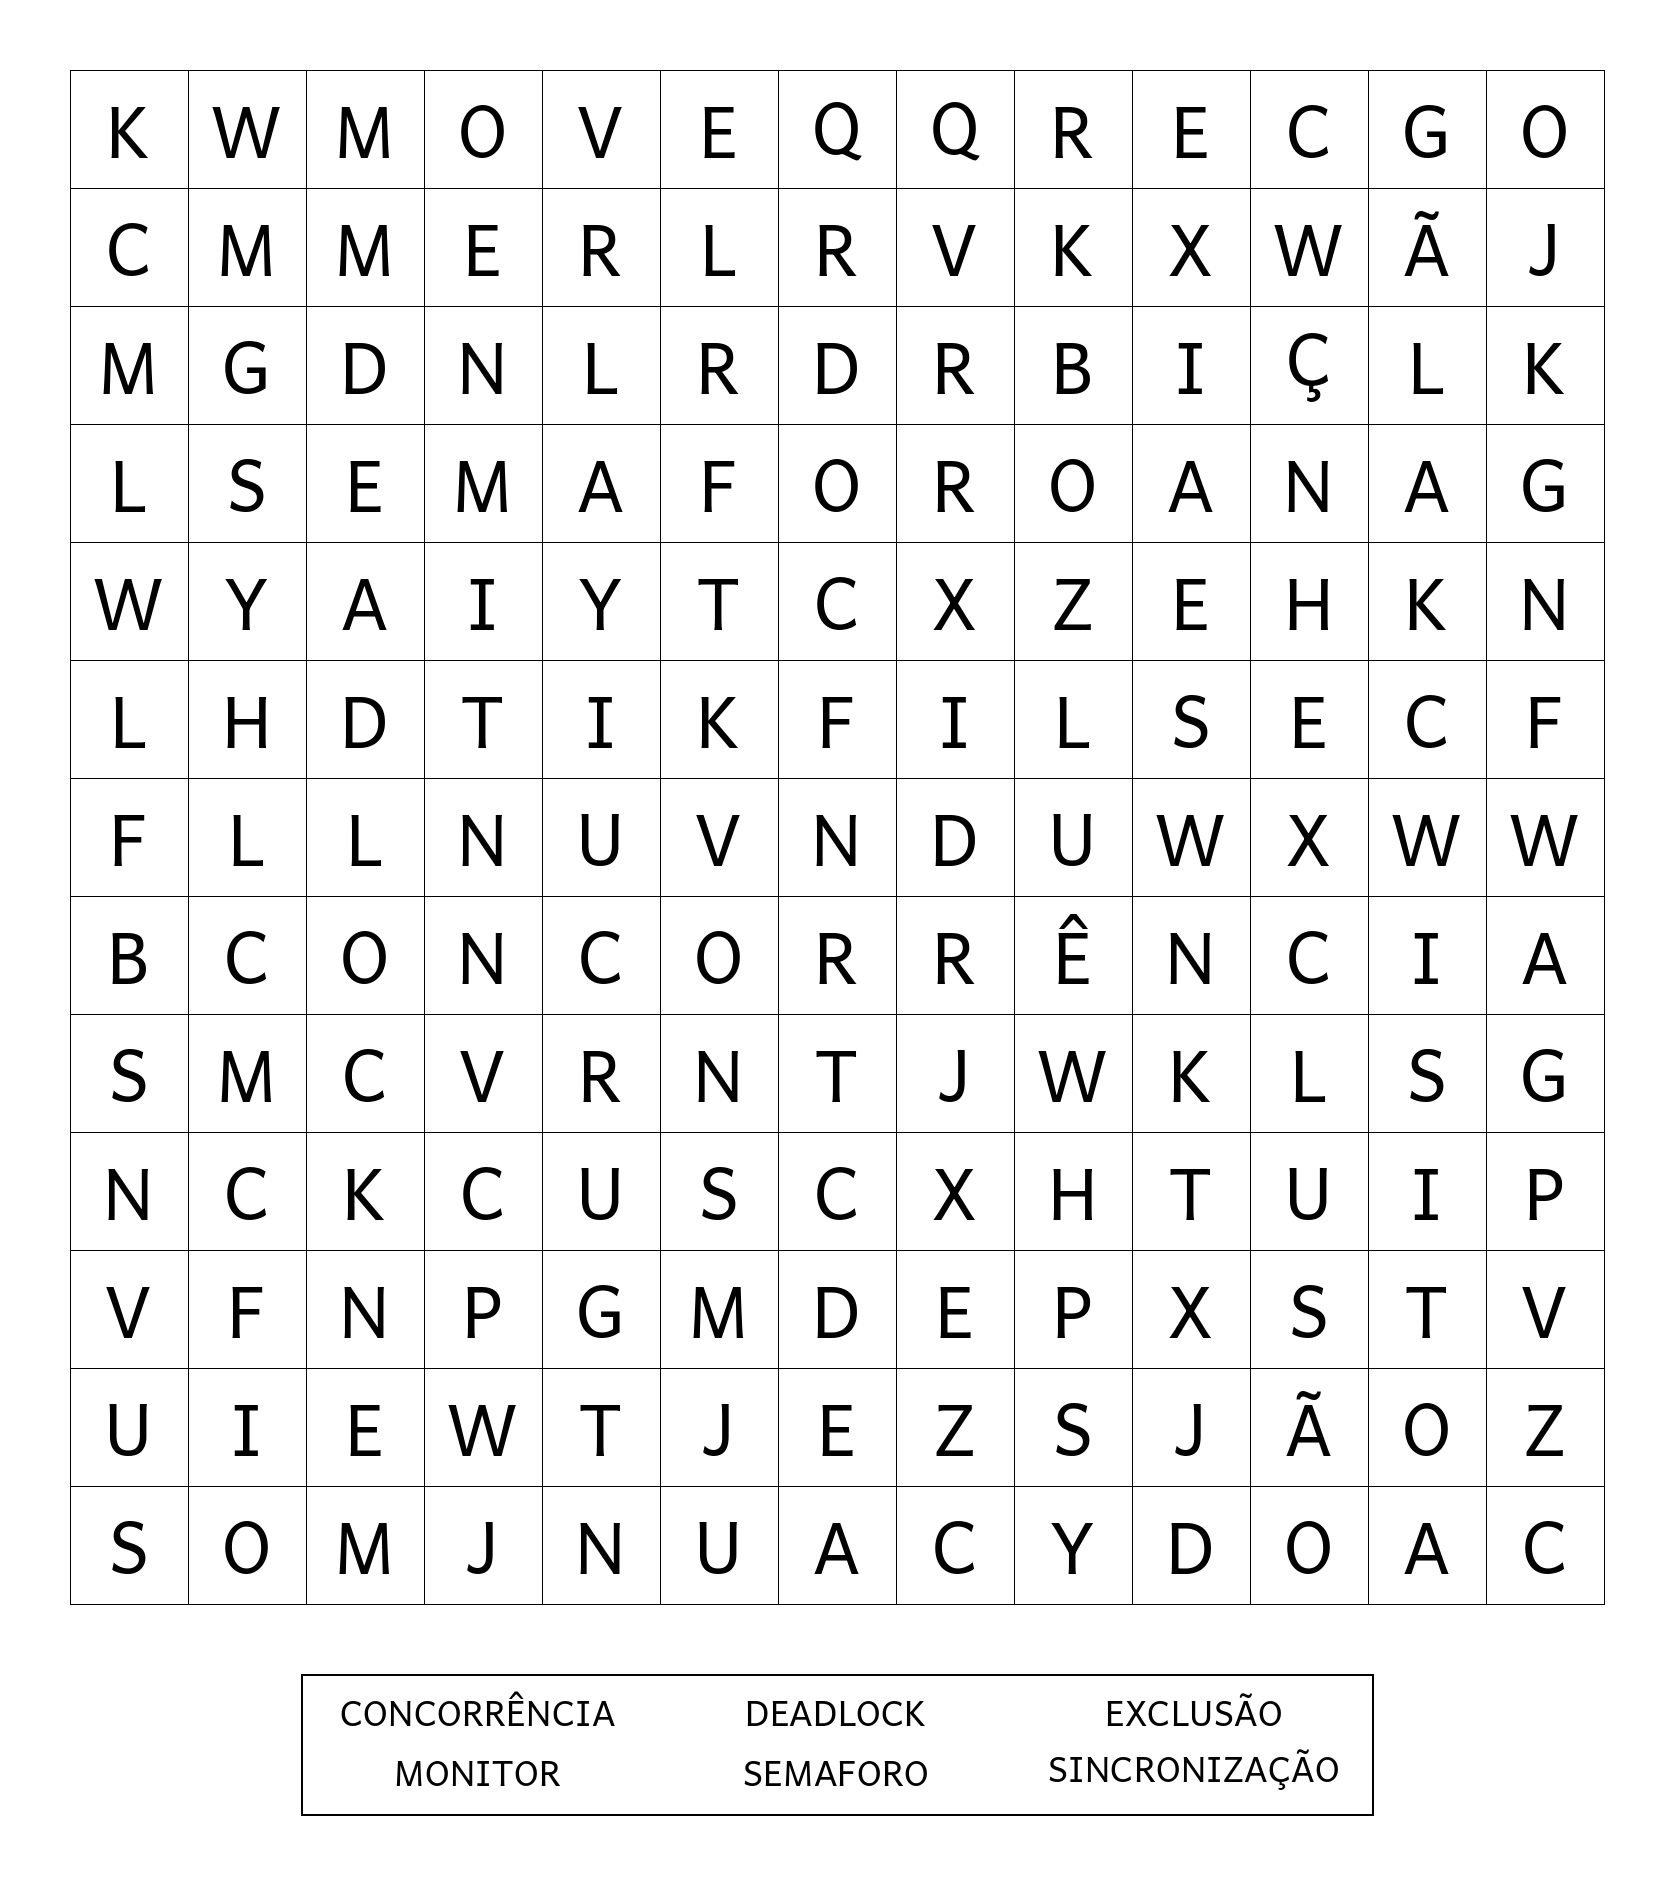 K W M O V E Q Q R E C G O
C M M E R L R V K X W Ã J
M G D N L R D R B I Ç L K
L S E M A F O R O A N A G
W Y A I Y T C X Z E H K N
L H D T I K F I L S E C F
F L L N U V N D U W X W W
B C O N C O R R Ê N C I A
S M C V R N T J W K L S G
N C K C U S C X H T U I P
V F N P G M D E P X S T V
U I E W T J E Z S J Ã O Z
S O M J N U A C Y D O A C
CONCORRÊNCIA DEADLOCK EXCLUSÃO
MONITOR SEMAFORO SINCRONIZAÇÃO